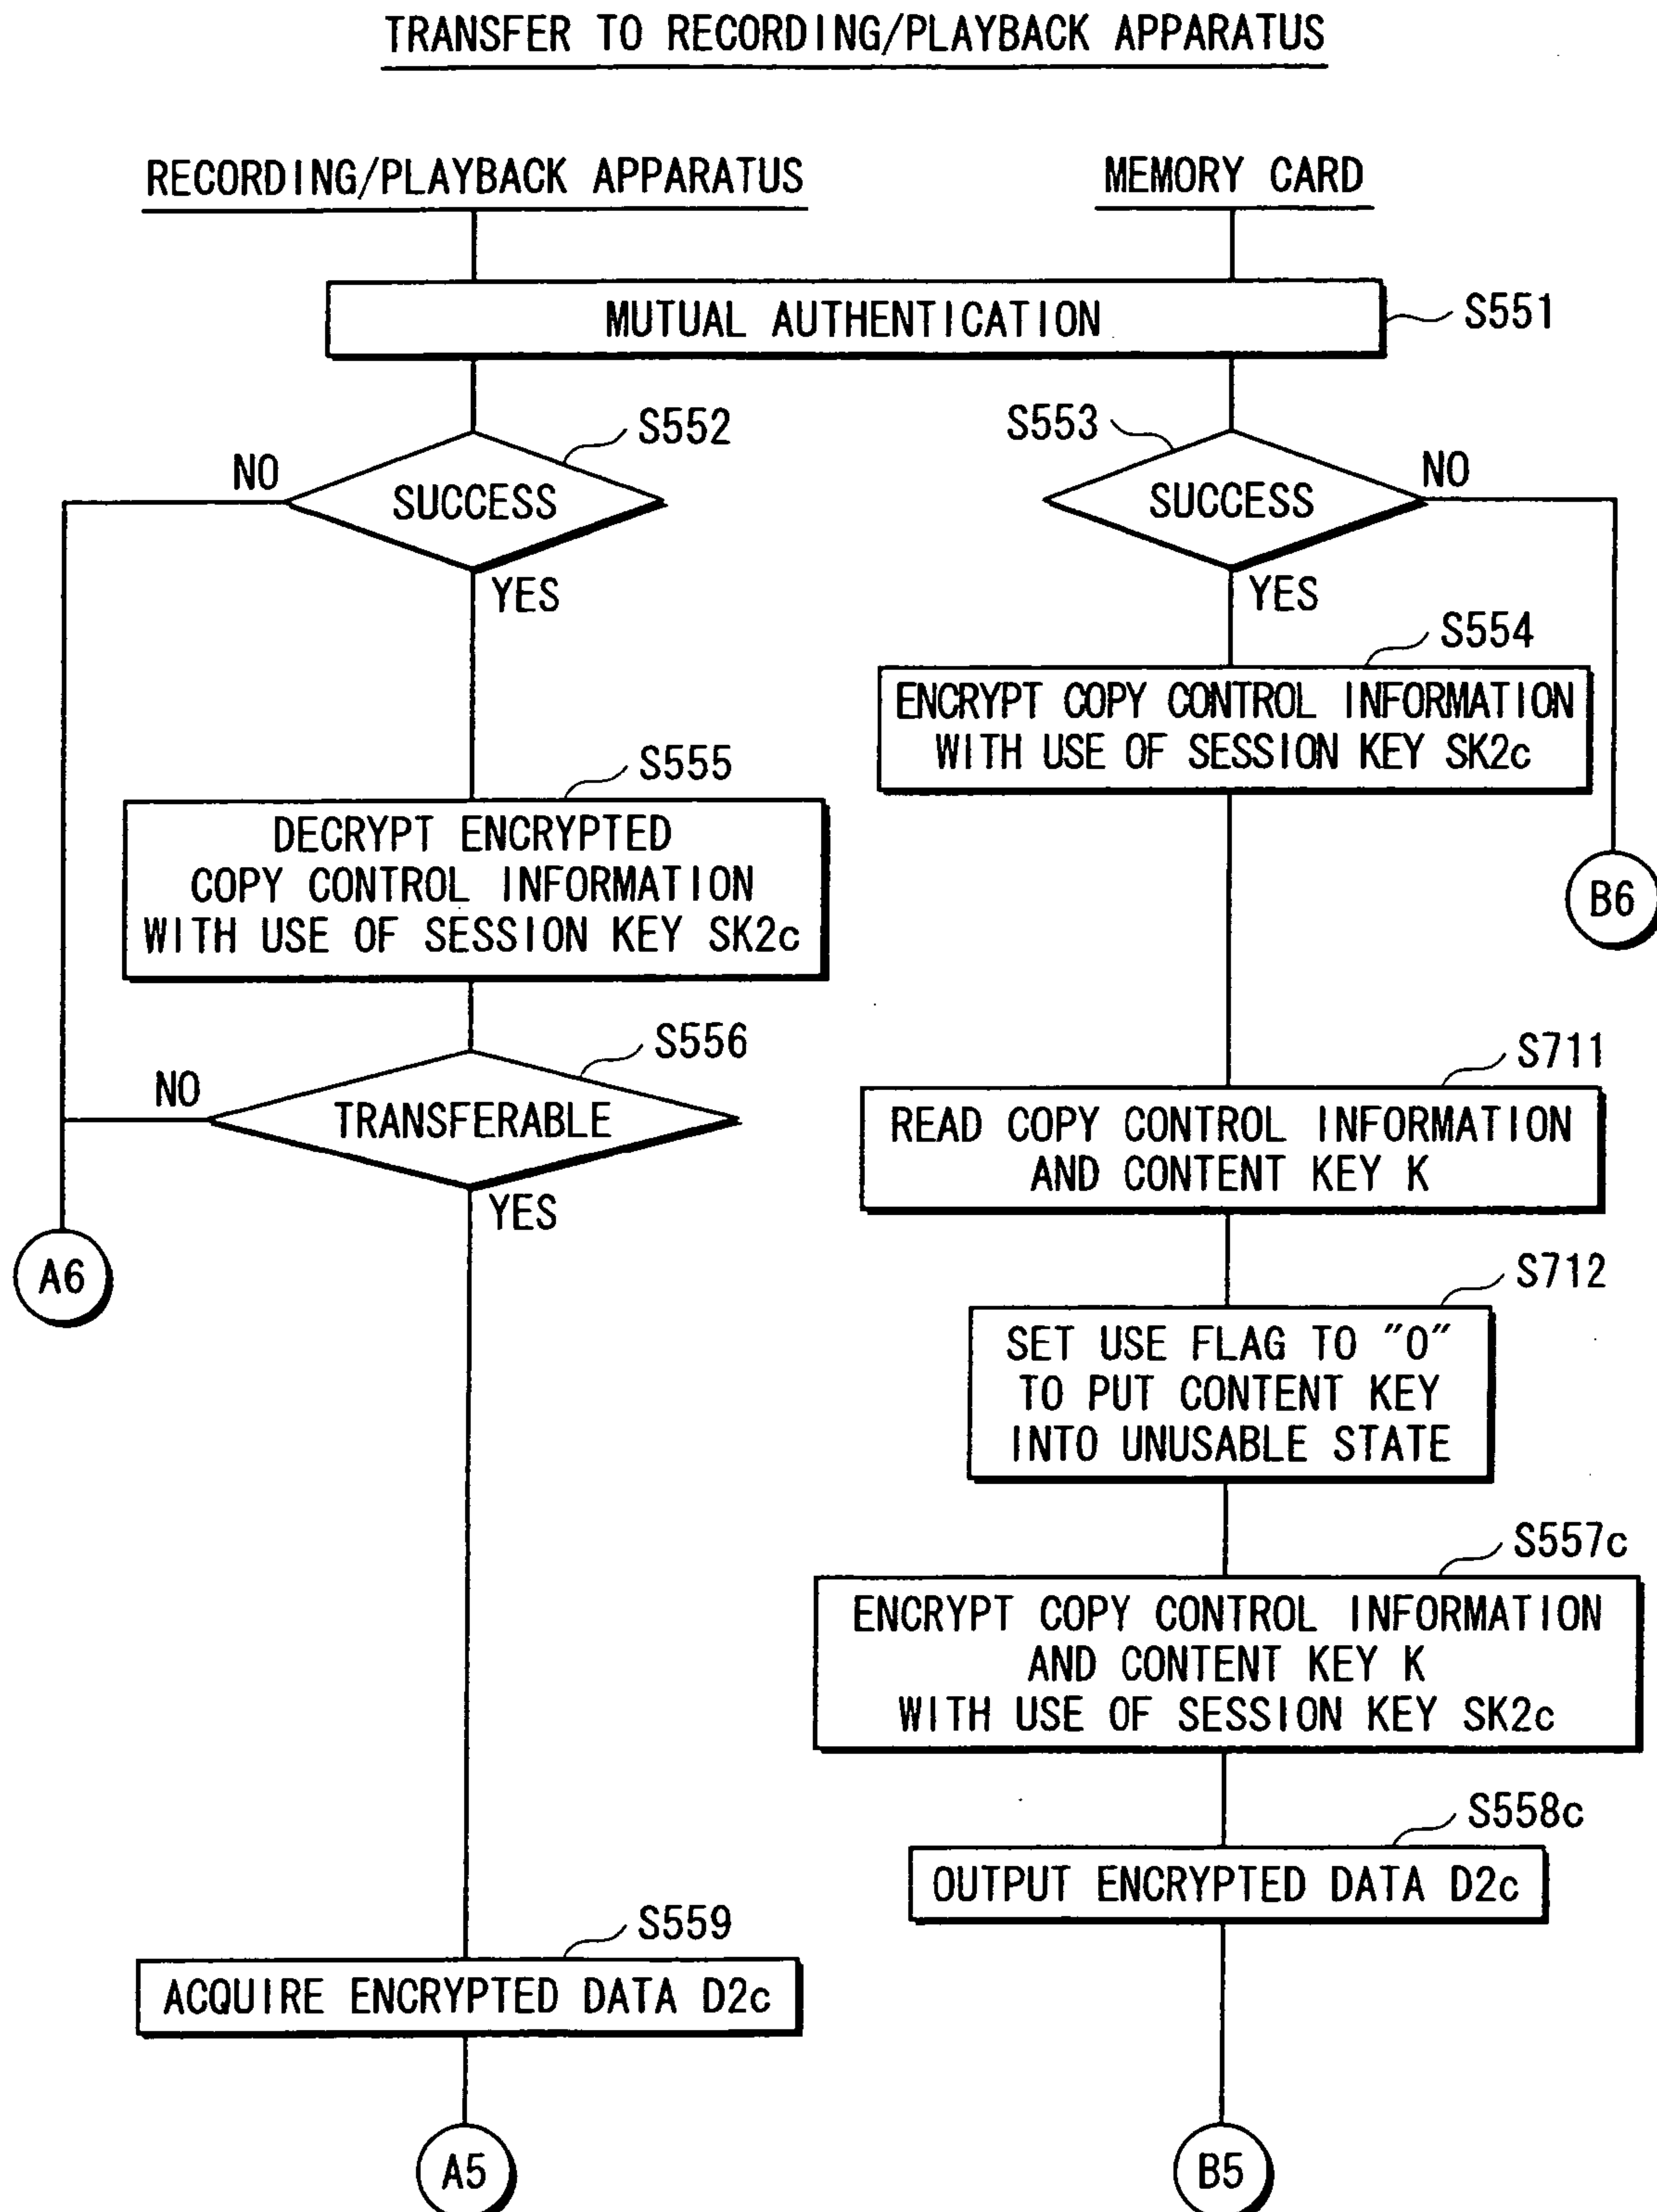 TRANSFER TO RECORDING/PLAYBACK APPARATUS
RECORDING/PLAYBACK APPARATUS
MEMORY CARD
MUTUAL AUTHENTICATION
S551
S552
S553
NO
SUCCESS
YES
SUCCESS
NO
YES
S554
ENCRYPT COPY CONTROL INFORMATION
WITH USE OF SESSION KEY SK2c
S555
DECRYPT ENCRYPTED
COPY CONTROL INFORMATION
WITH USE OF SESSION KEY SK2c
B6
S556
NO
TRANSFERABLE
YES
A6
S711
READ COPY CONTROL INFORMATION
AND CONTENT KEY K
S712
SET USE FLAG TO "0"
TO PUT CONTENT KEY
INTO UNUSABLE STATE
S557c
ENCRYPT COPY CONTROL INFORMATION
AND CONTENT KEY K
WITH USE OF SESSION KEY SK2c
S558c
OUTPUT ENCRYPTED DATA D2c
S559
ACQUIRE ENCRYPTED DATA D2c
A5
B5